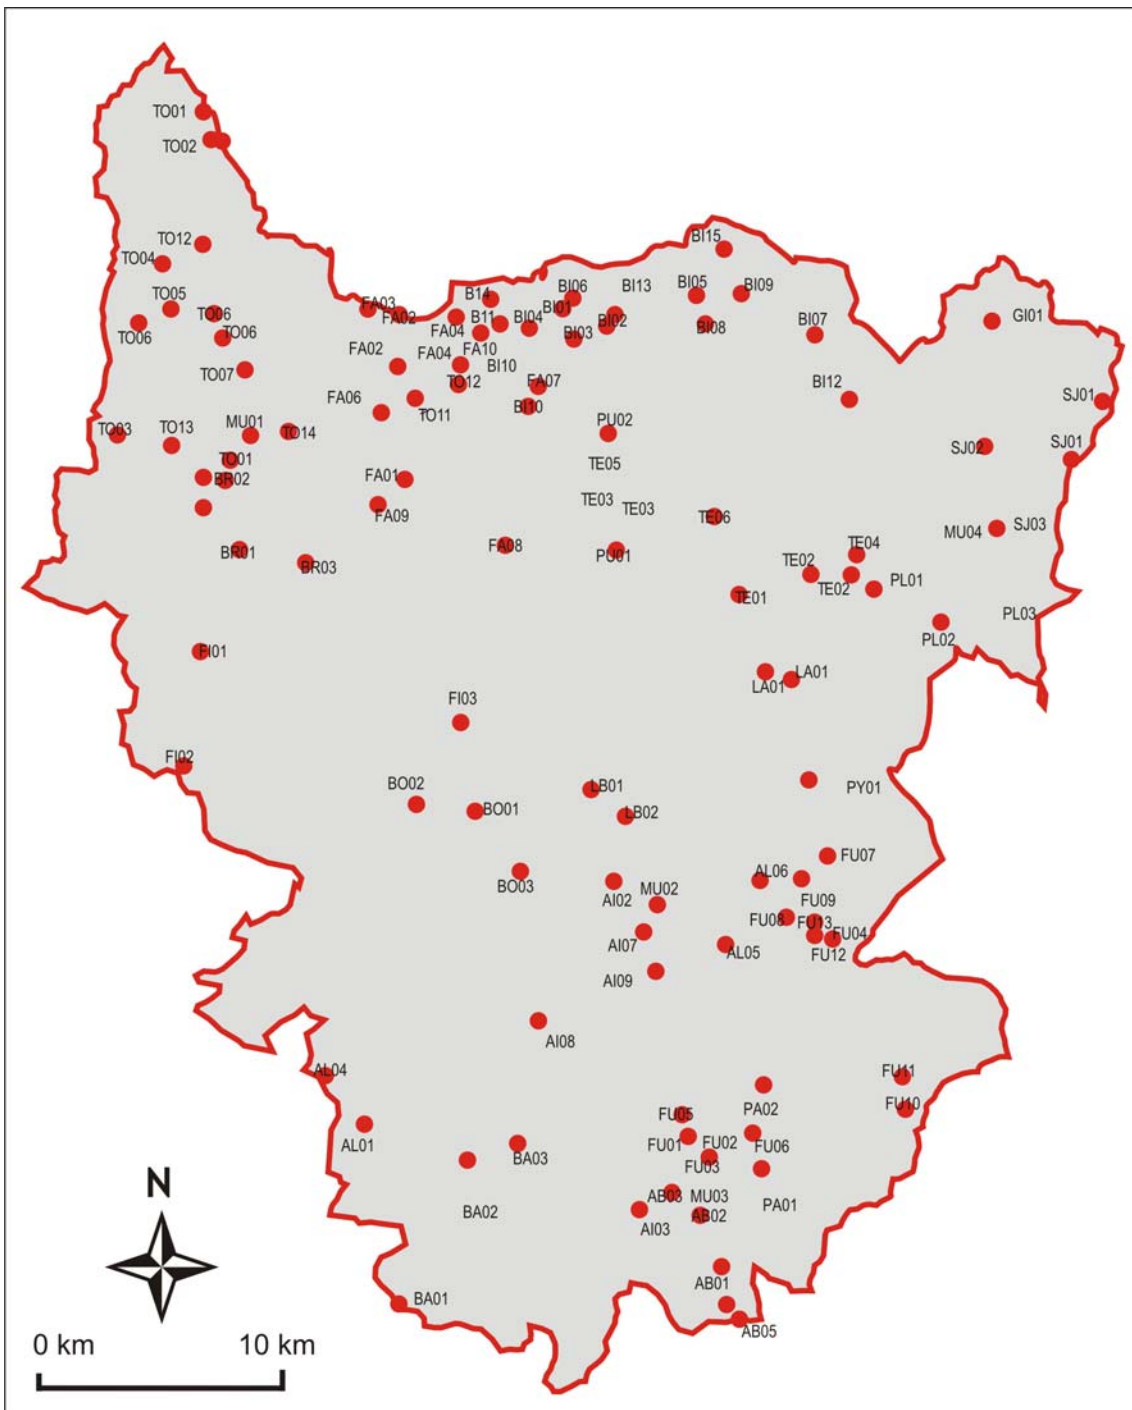 TO01
TO02
BI15
TO12
TO04
BI06
BI13
BI05
BI09
FA03
B14
TO05
BI01
TO06
FA02
B11
BI04
BI02
GI01
TO06
FA04
BI08
BI07
TO06
BI03
FA02
FA04
FA10
BI10
TO07
TO12
FA07
BI12
SJ01
FA06
TO11
BI10
MU01
PU02
TO03
TO13
TO14
SJ02
SJ01
TO01
TE05
BR02
FA01
TE03
TE03
FA09
TE06
MU04
SJ03
BR01
FA08
PU01
TE04
BR03
TE02
TE02
PL01
TE01
PL03
PL02
FI01
LA01
LA01
FI03
FI02
LB01
PY01
BO02
BO01
LB02
FU07
BO03
AL06
AI02
MU02
FU09
FU08
FU13
AI07
FU04
AL05
FU12
AI09
AI08
AL04
FU11
PA02
FU10
FU05
AL01
FU01
FU02
FU06
BA03
FU03
AB03
MU03
PA01
BA02
AI03
AB02
N
AB01
BA01
AB05
0 km
10 km